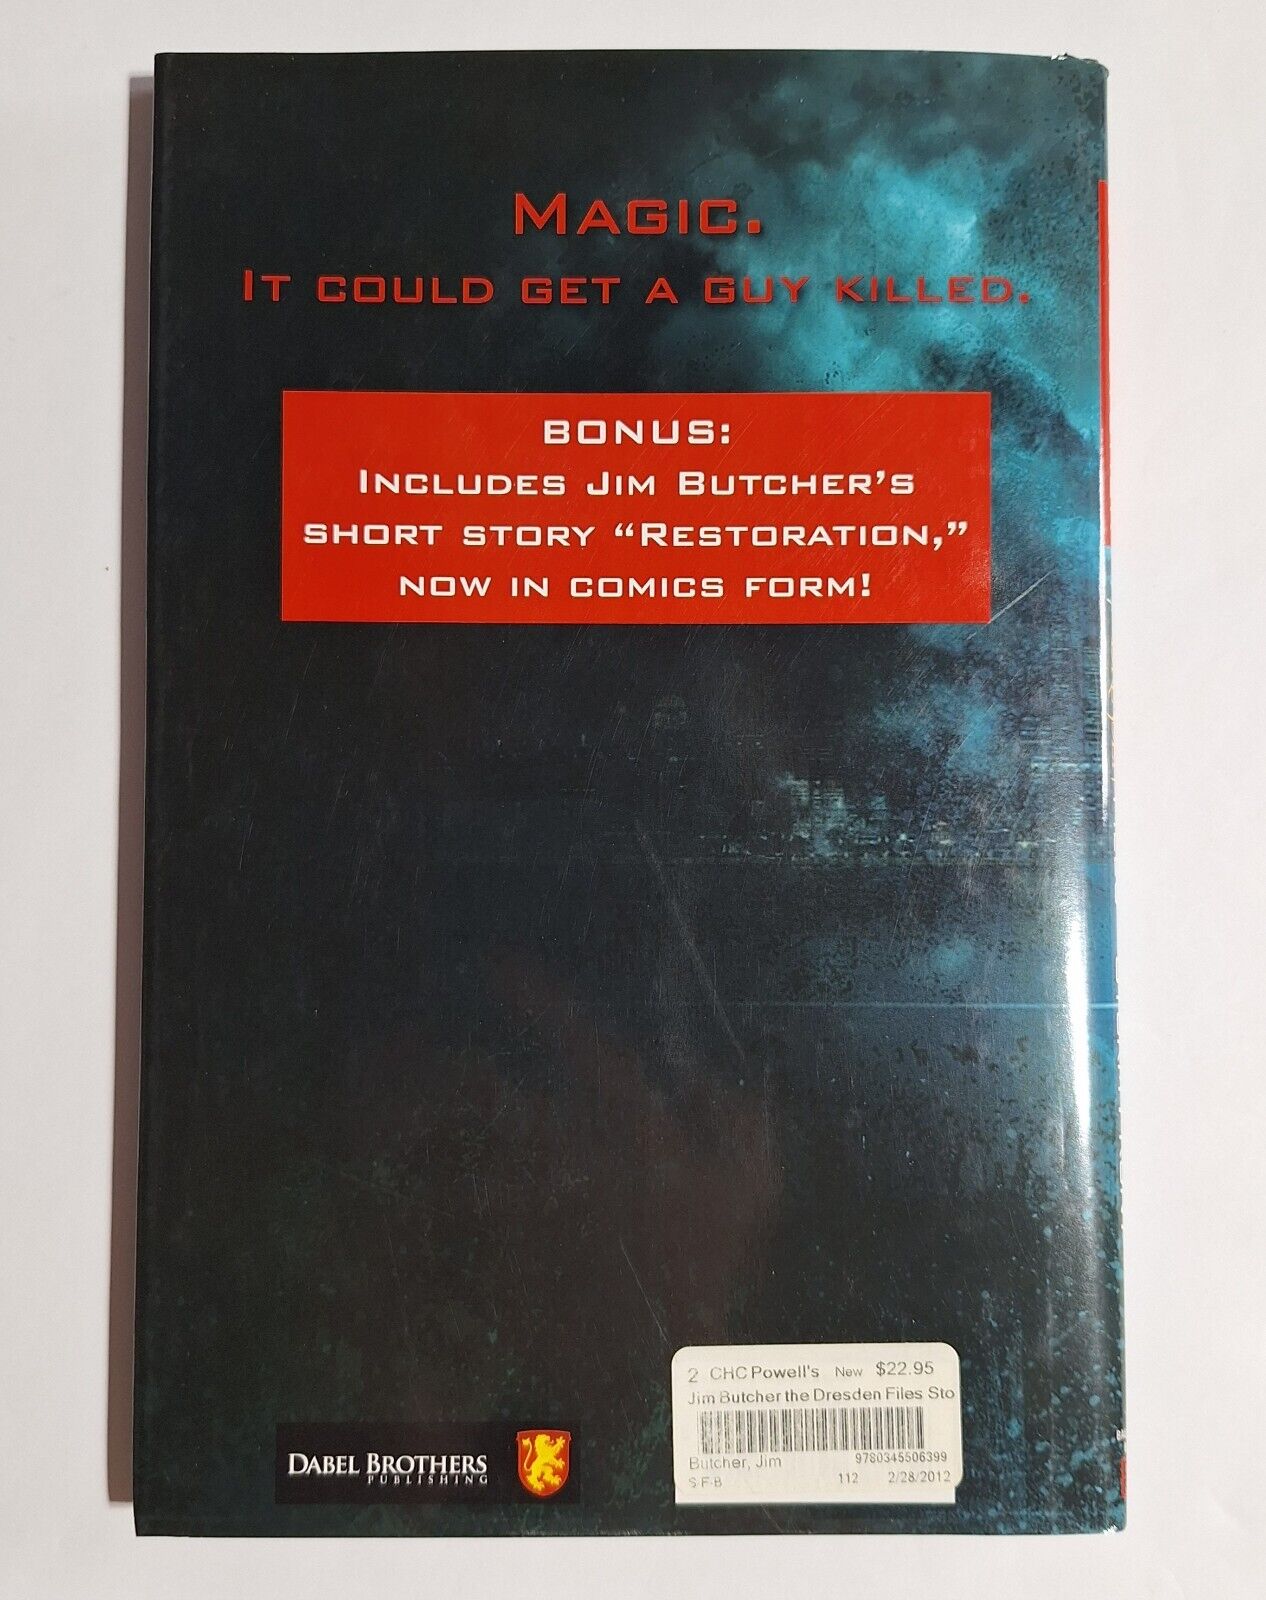 MAGIC.
IT COULD GET A GUY KILLED.
BONUS:
INCLUDES JIM BUTCHER'S
SHORT STORY “RESTORATION,”
NOW IN COMICS FORM!
DABEL BROTHERS
PUBLISHING
2 CHC Powell's New $22.95
Jim Butcher the Dresden Files Sto
Butcher, Jim 9780345506399
S-F-B 112 2/28/2012